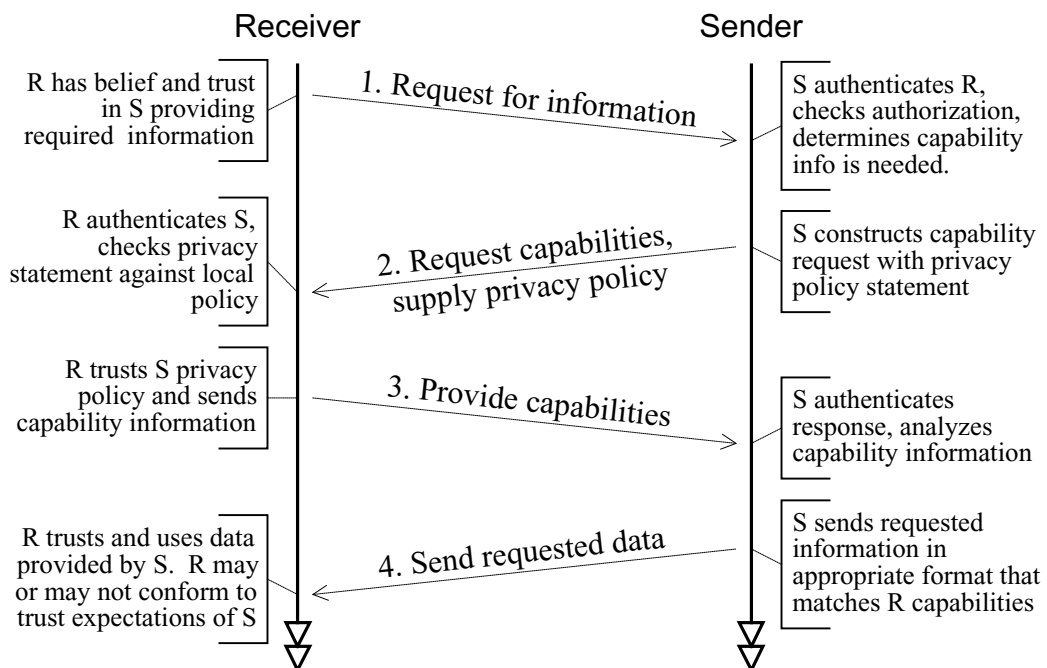 Receiver
Sender
R has belief and trust
in S providing
required information
1. Request for information
S authenticates R,
checks authorization,
determines capability
info is needed.
R authenticates S,
checks privacy
statement against local
policy
2. Request capabilities,
supply privacy policy
S constructs capability
request with privacy
policy statement
R trusts S privacy
policy and sends
capability information
3. Provide capabilities
S authenticates
response, analyzes
capability information
R trusts and uses data
provided by S. R may
or may not conform to
trust expectations of S
4. Send requested data
S sends requested
information in
appropriate format that
matches R capabilities